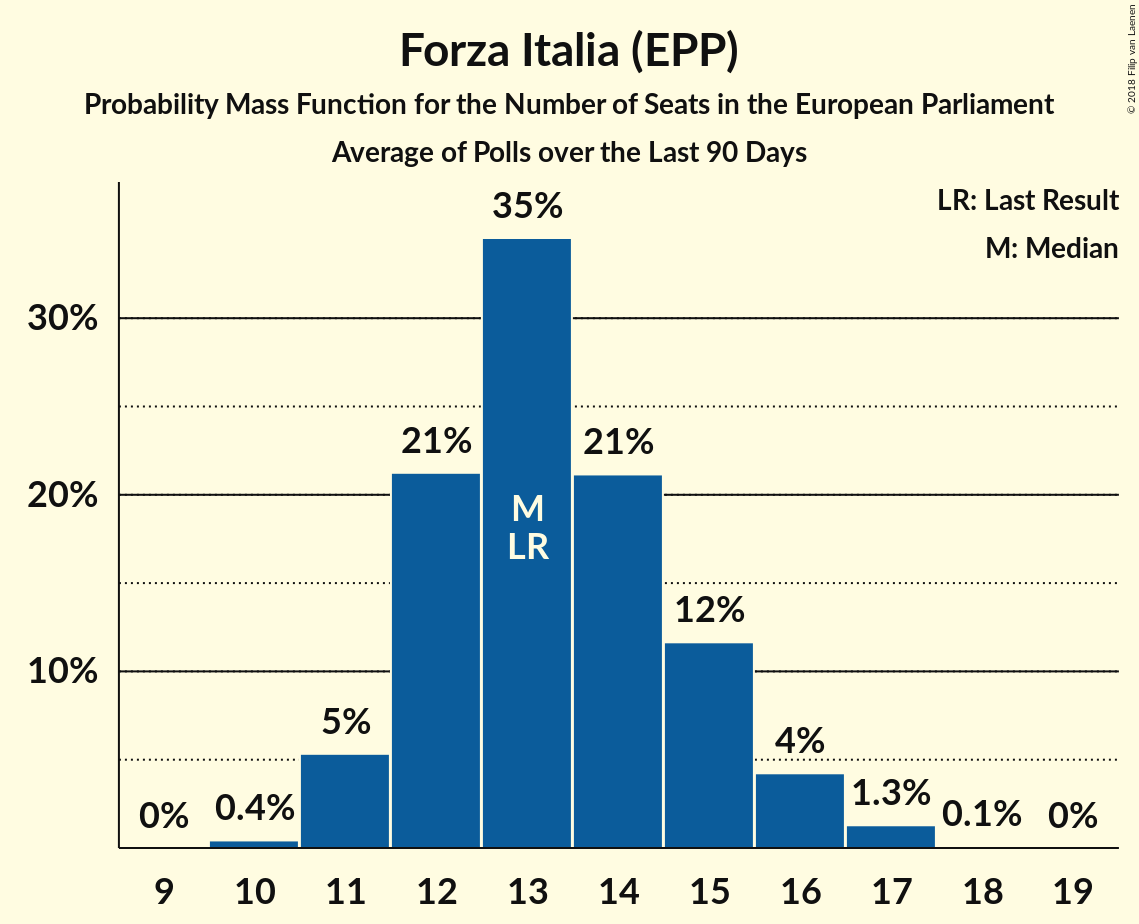 Forza Italia (EPP)
Probability Mass Function for the Number of Seats in the European Parliament
Average of Polls over the Last 90 Days
© 2018 Filip van Laenen
LR: Last Result
M: Median
30%
20%
10%
0%
0.4%
5%
21%
35%
M
LR
21%
12%
4%
1.3%
0.1%
0%
9 10 11 12 13 14 15 16 17 18 19